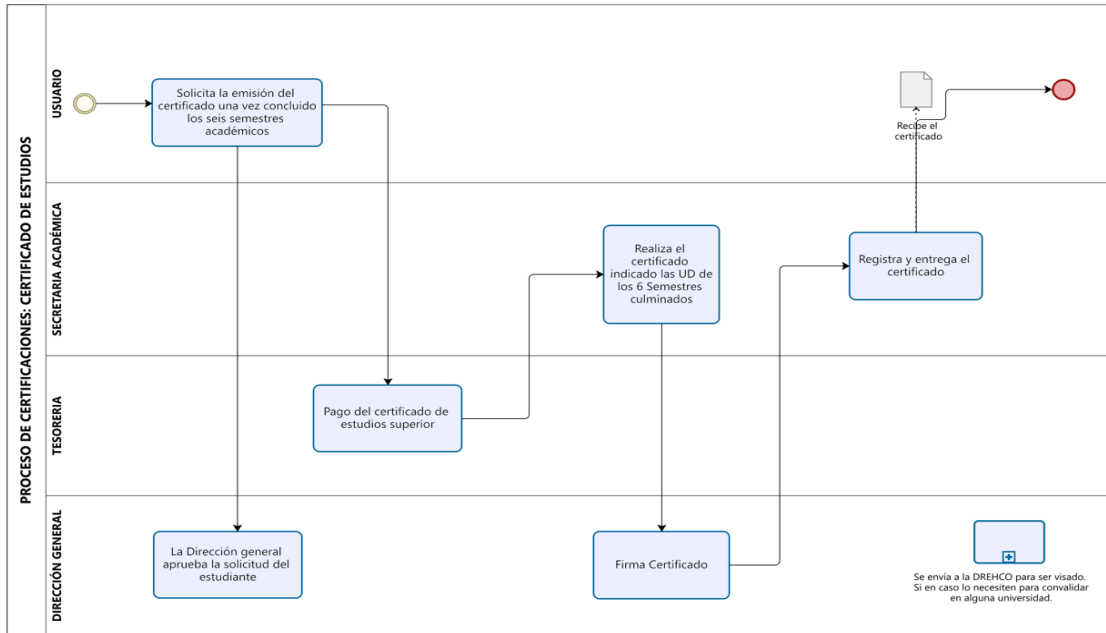 PROCESO DE CERTIFICACIONES: CERTIFICADO DE ESTUDIOS
USUARIO
Solicita la emisión del
certificado una vez concluido
los seis semestres
académicos
Recibe el
certificado
SECRETARIA ACADÉMICA
Realiza el
certificado
indicado las UD de
los 6 Semestres
culminados
Registra y entrega el
certificado
TESORERIA
Pago del certificado de
estudios superior
DIRECCIÓN GENERAL
La Dirección general
aprueba la solicitud del
estudiante
Firma Certificado
Se envía a la DREHCO para ser visado.
Si en caso lo necesiten para convalidar
en alguna universidad.